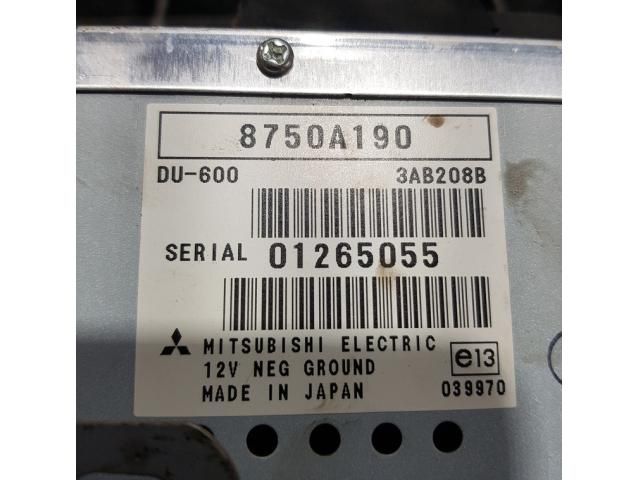 8750A190
DU-600 3AB208B
SERIAL 01265055
MITSUBISHI ELECTRIC
12V NEG GROUND
MADE IN JAPAN
e13
039970